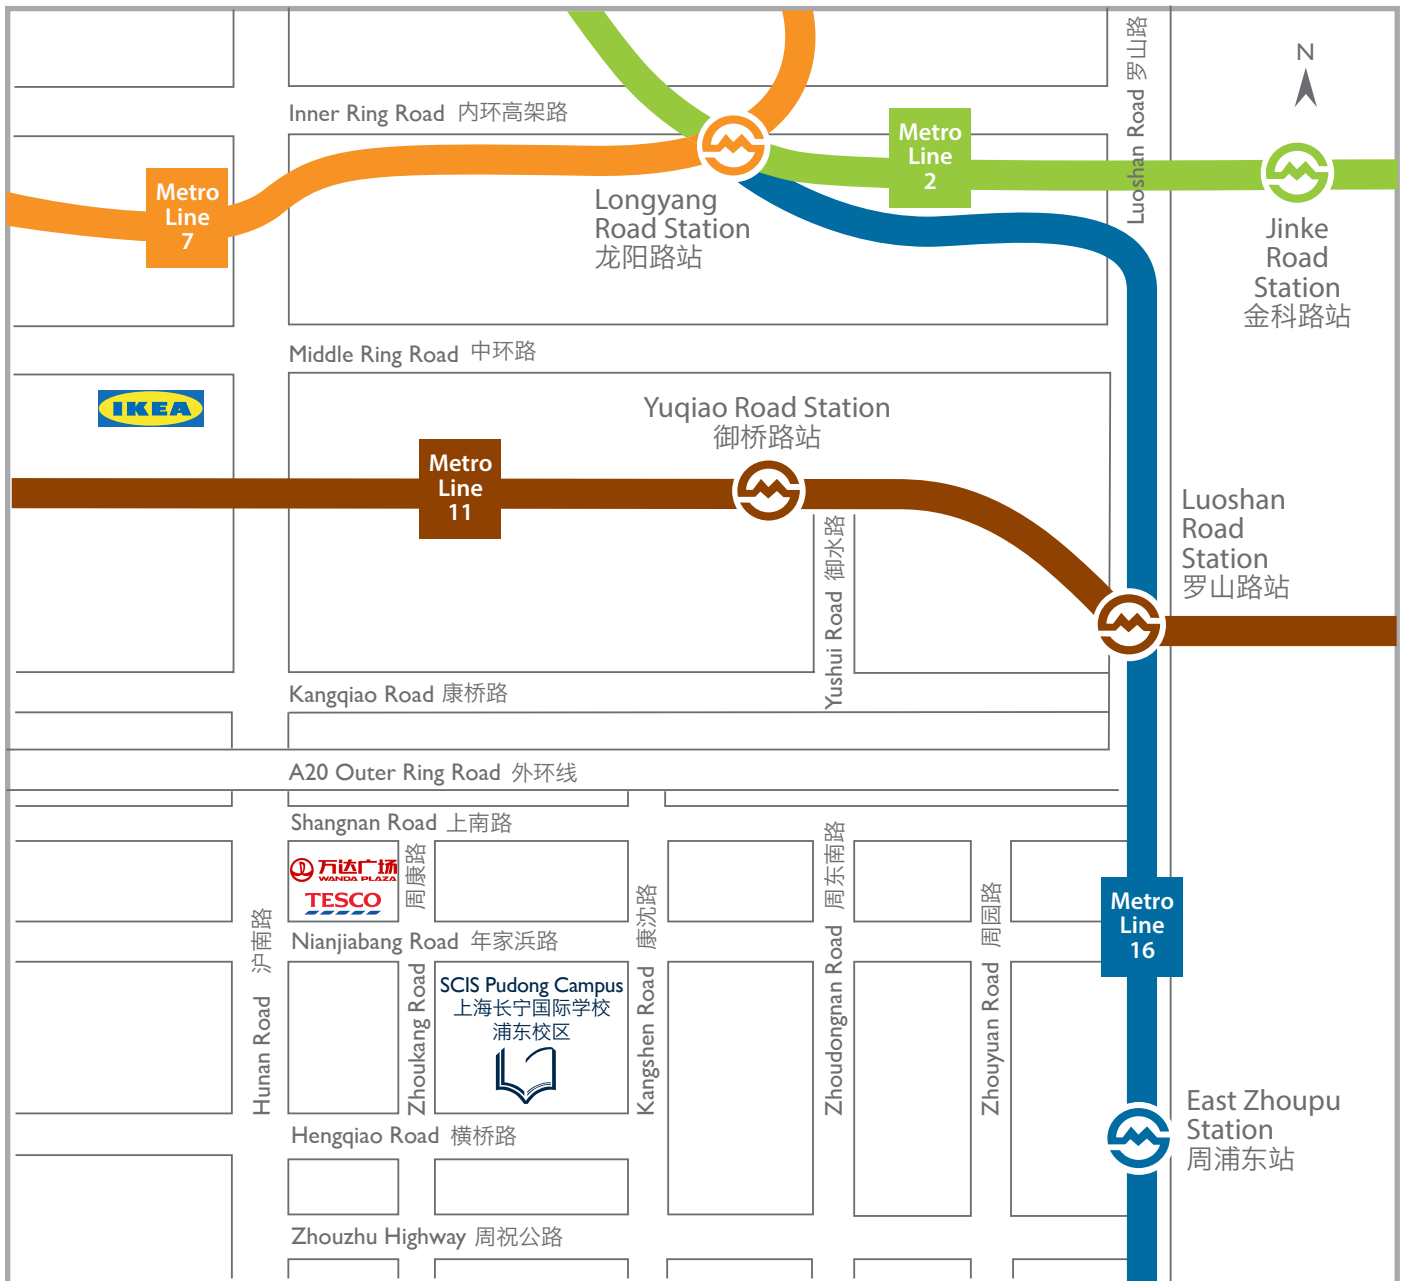 N
Luoshan Road 罗山路
Inner Ring Road 内环高架路
Metro
Line
2
Metro
Line
7
Longyang
Road Station
龙阳路站
Jinke
Road
Station
金科路站
Middle Ring Road 中环路
IKEA
Yuqiao Road Station
御桥路站
Metro
Line
11
Luoshan
Road
Station
罗山路站
Yushui Road 御水路
Kangqiao Road 康桥路
A20 Outer Ring Road 外环线
Shangnan Road 上南路
万达广场
WANDA PLAZA
TESCO
Zhoukang Road 周康路
Kangshen Road 康沈路
Zhoudongnan Road 周东南路
Zhouyuan Road 周园路
Hunan Road 沪南路
Metro
Line
16
Nianjiabang Road 年家浜路
SCIS Pudong Campus
上海长宁国际学校
浦东校区
East Zhoupu
Station
周浦东站
Hengqiao Road 横桥路
Zhouzhu Highway 周祝公路